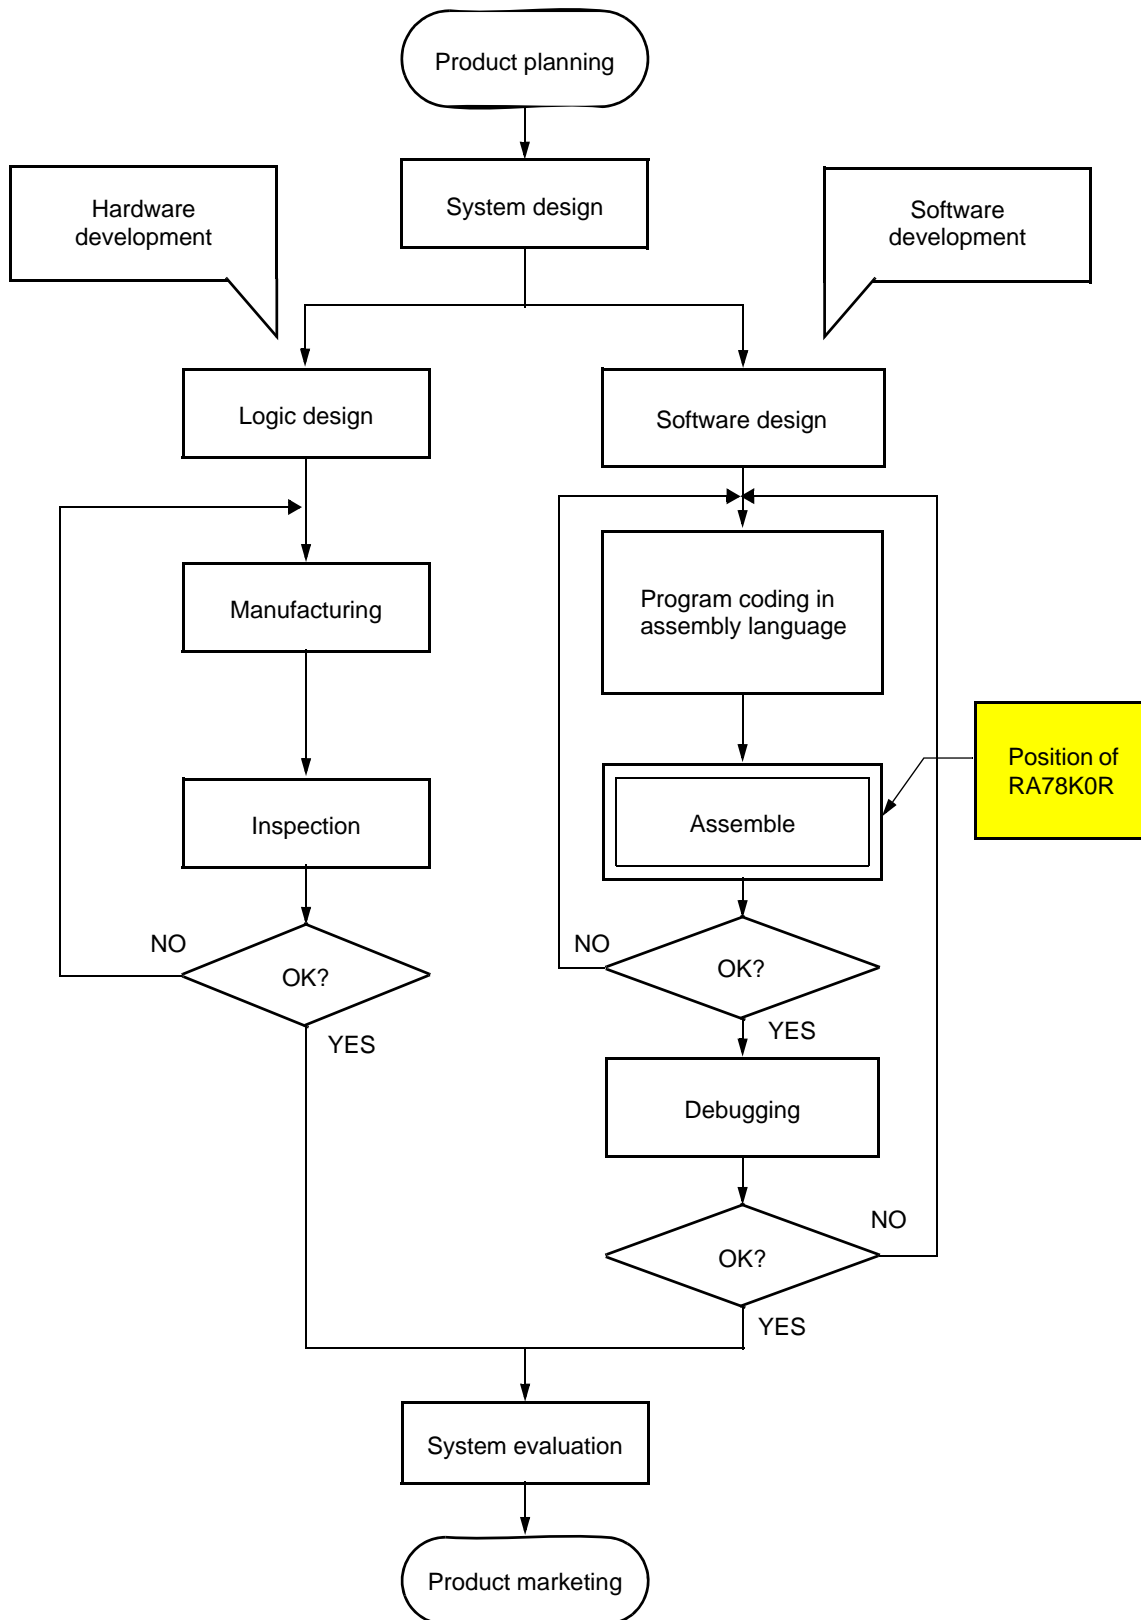 Product planning
System design
Hardware
development
Software
development
Logic design
Software design
Manufacturing
Program coding in
assembly language
Position of
RA78K0R
Inspection
Assemble
NO
OK?
YES
NO
OK?
YES
Debugging
NO
OK?
YES
System evaluation
Product marketing